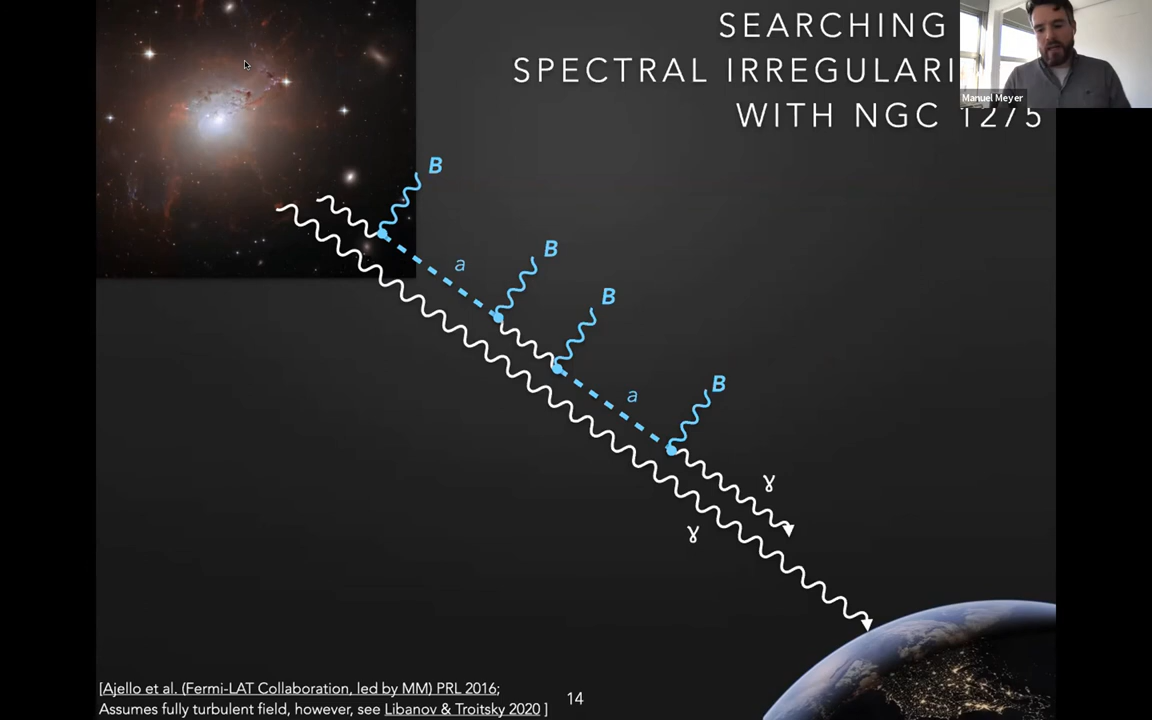 SEARCHING
SPECTRAL IRREGULARI
WITH NGC 1275
Manuel Meyer
B
a
B
B
a
B
γ
γ
[Ajello et al. (Fermi-LAT Collaboration, led by MM) PRL 2016;
Assumes fully turbulent field, however, see Libanov & Troitsky 2020 ]
14